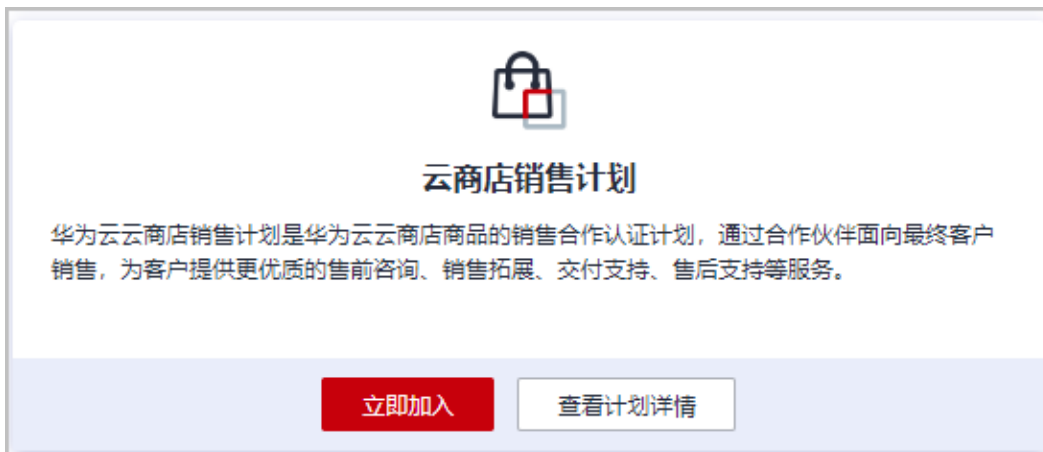 云商店销售计划
华为云云商店销售计划是华为云云商店商品的销售合作认证计划，通过合作伙伴面向最终客户
销售，为客户提供更优质的售前咨询、销售拓展、交付支持、售后支持等服务。
立即加入
查看计划详情